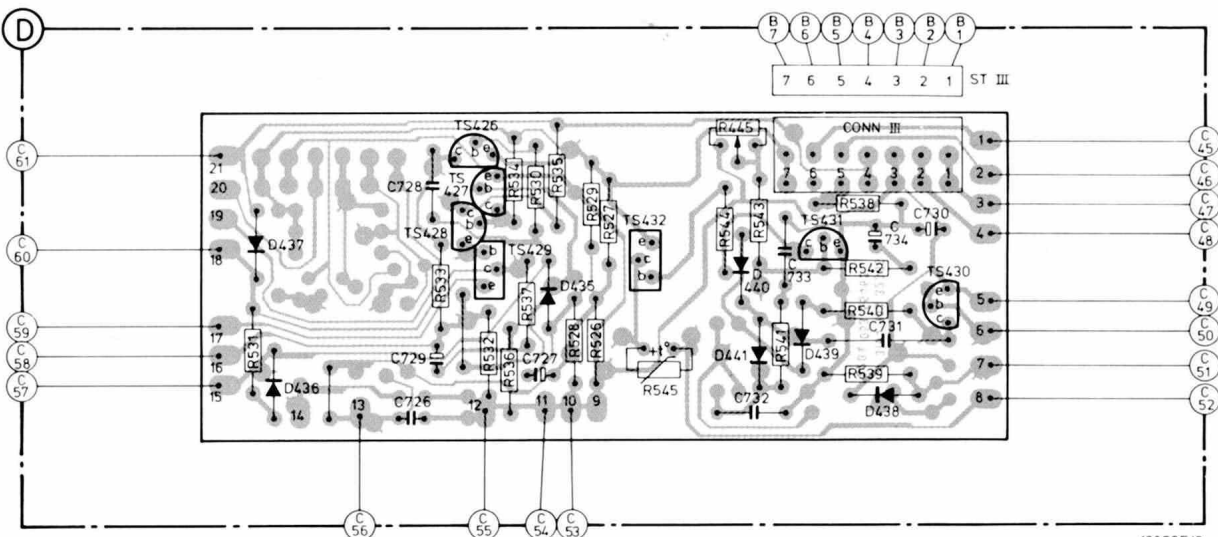 D
B 7
B 6
B 5
B 4
B 3
B 2
B 1
7 6 5 4 3 2 1 ST III
CONN III
7 6 5 4 3 2 1
C 61
C 60
C 59
C 58
C 57
21
20
19
18
17
16
15
14
13
12
11
10
9
1
2
3
4
5
6
7
8
C 45
C 46
C 47
C 48
C 49
C 50
C 51
C 52
C 56
C 55
C 54
C 53
TS426
c b e
TS 427
e b c
TS428
c b e
TS429
b c e
C728
R534
R530
R535
R529
R527
TS432
e c b
R445
R544
R543
D 440
C 733
TS431
c b e
R538
C 734
C730
R542
TS430
e b c
R540
C731
D437
R533
R537
D435
R528
R526
R531
D436
C729
R532
R536
C727
C726
+t°
R545
D441
R541
D439
R539
D438
C732